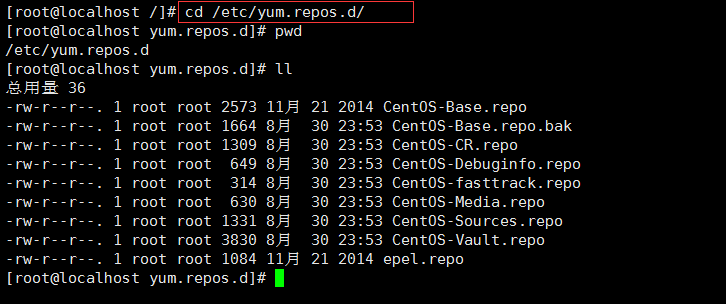 [root@localhost /]# cd /etc/yum.repos.d/
[root@localhost yum.repos.d]# pwd
/etc/yum.repos.d
[root@localhost yum.repos.d]# ll
总用量 36
-rw-r--r--. 1 root root 2573 11月 21 2014 CentOS-Base.repo
-rw-r--r--. 1 root root 1664 8月  30 23:53 CentOS-Base.repo.bak
-rw-r--r--. 1 root root 1309 8月  30 23:53 CentOS-CR.repo
-rw-r--r--. 1 root root  649 8月  30 23:53 CentOS-Debuginfo.repo
-rw-r--r--. 1 root root  314 8月  30 23:53 CentOS-fasttrack.repo
-rw-r--r--. 1 root root  630 8月  30 23:53 CentOS-Media.repo
-rw-r--r--. 1 root root 1331 8月  30 23:53 CentOS-Sources.repo
-rw-r--r--. 1 root root 3830 8月  30 23:53 CentOS-Vault.repo
-rw-r--r--. 1 root root 1084 11月 21 2014 epel.repo
[root@localhost yum.repos.d]#